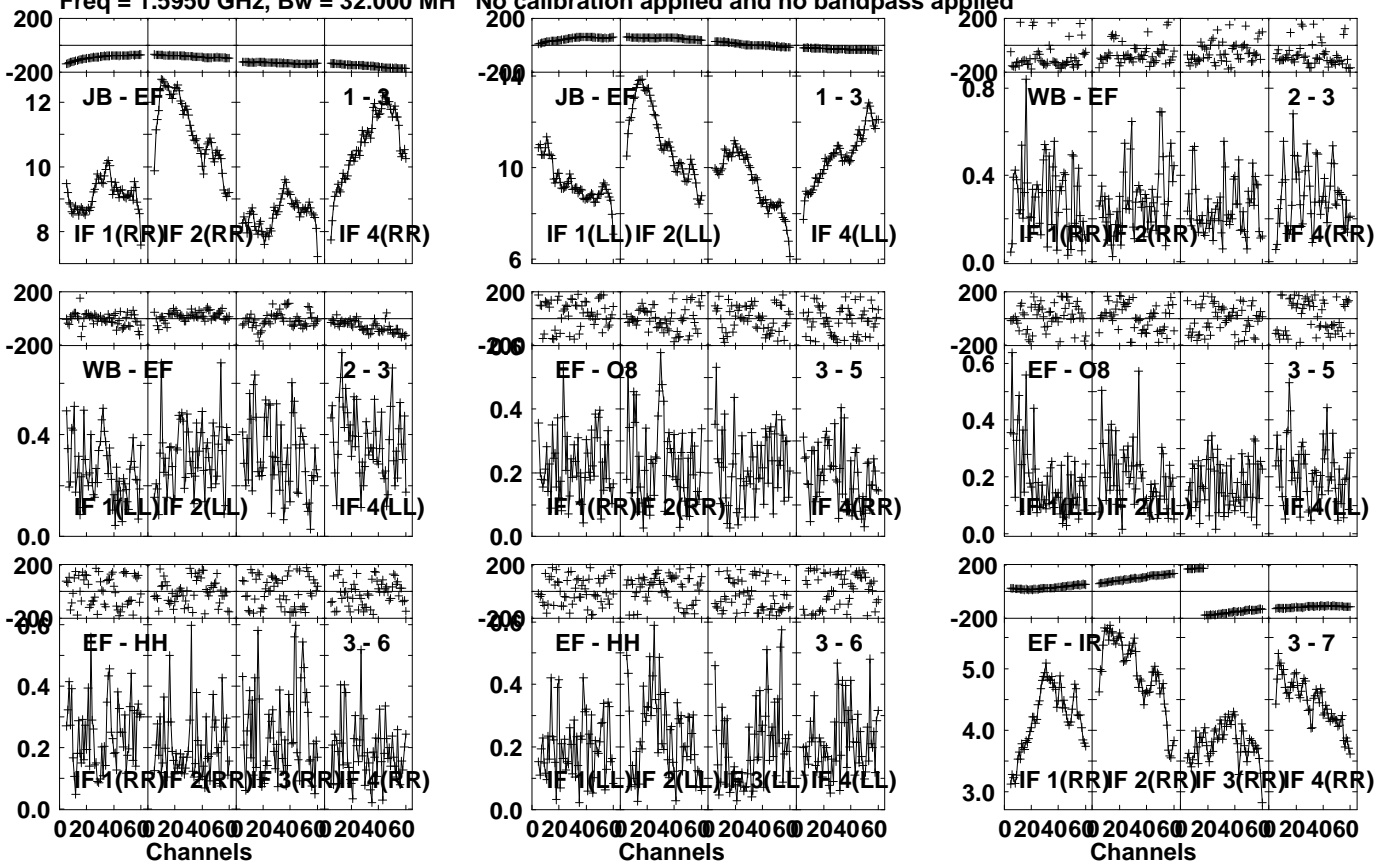 Freq = 1.5950 GHz, Bw = 32.000 MH No calibration applied and no bandpass applied
200
-200
12
10
8
JB - EF
1 - 3
IF 1(RR)
IF 2(RR)
IF 4(RR)
-200
14
10
6
JB - EF
1 - 3
IF 1(LL)
IF 2(LL)
IF 4(LL)
200
-200
0.8
0.4
0.0
WB - EF
2 - 3
IF 1(RR)
IF 2(RR)
IF 4(RR)
200
-200
0.4
0.0
WB - EF
2 - 3
IF 1(LL)
IF 2(LL)
IF 4(LL)
200
-200
0.6
0.4
0.2
0.0
EF - O8
3 - 5
IF 1(RR)
IF 2(RR)
IF 4(RR)
200
-200
0.6
0.4
0.2
0.0
EF - O8
3 - 5
IF 1(LL)
IF 2(LL)
IF 4(LL)
200
-200
0.6
0.4
0.2
0.0
EF - HH
3 - 6
IF 1(RR)
IF 2(RR)
IF 3(RR)
IF 4(RR)
0 20 40 60 0 20 40 60 0 20 40 60 0 20 40 60
Channels
200
-200
0.6
0.4
0.2
0.0
EF - HH
3 - 6
IF 1(LL)
IF 2(LL)
IF 3(LL)
IF 4(LL)
0 20 40 60 0 20 40 60 0 20 40 60 0 20 40 60
Channels
200
-200
5.0
4.0
3.0
EF - IR
3 - 7
IF 1(RR)
IF 2(RR)
IF 3(RR)
IF 4(RR)
0 20 40 60 0 20 40 60 0 20 40 60 0 20 40 60
Channels